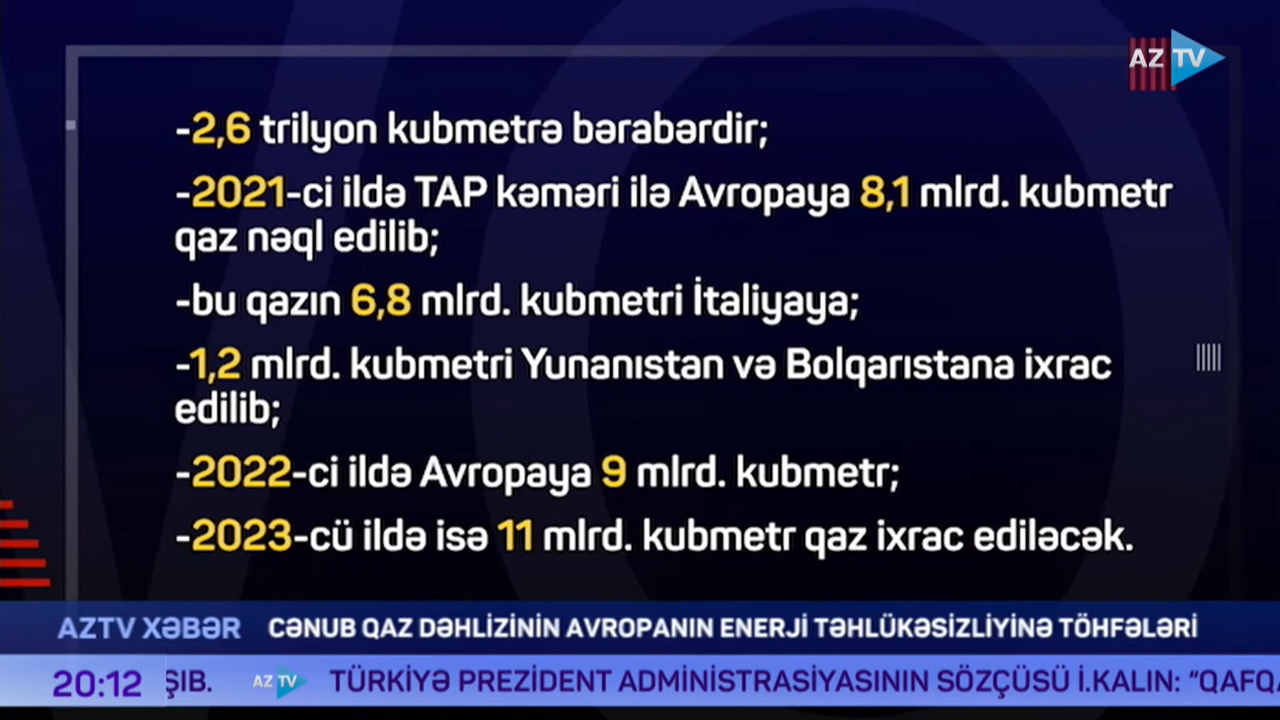 AZ TV
-2,6 trilyon kubmetrə bərabərdir;
-2021-ci ildə TAP kəməri ilə Avropaya 8,1 mlrd. kubmetr
qaz nəql edilib;
-bu qazın 6,8 mlrd. kubmetri İtaliyaya;
-1,2 mlrd. kubmetri Yunanıstan və Bolqarıstana ixrac
edilib;
-2022-ci ildə Avropaya 9 mlrd. kubmetr;
-2023-cü ildə isə 11 mlrd. kubmetr qaz ixrac ediləcək.
AZTV XƏBƏR CƏNUB QAZ DƏHLİZİNİN AVROPANIN ENERJİ TƏHLÜKƏSİZLİYİNƏ TÖHFƏLƏRİ
20:12 ŞIB. AZ TV TÜRKİYƏ PREZİDENT ADMİNİSTRASİYASININ SÖZÇÜSÜ İ.KALIN: “QAFQA